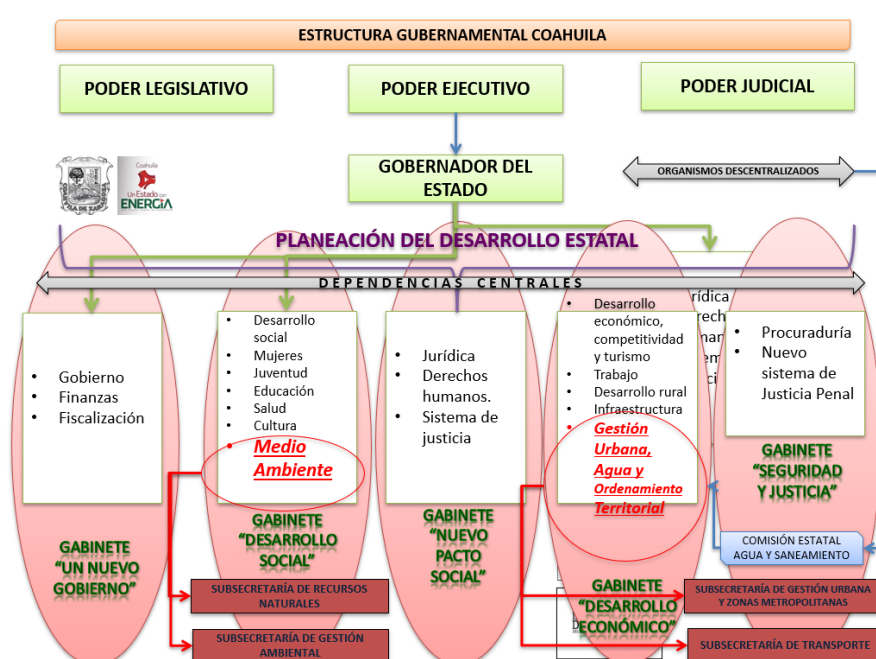 ESTRUCTURA GUBERNAMENTAL COAHUILA
PODER LEGISLATIVO
PODER EJECUTIVO
PODER JUDICIAL
GOBERNADOR DEL
ESTADO
ORGANISMOS DESCENTRALIZADOS
Coahuila
Un Estado con
ENERGÍA
PLANEACIÓN DEL DESARROLLO ESTATAL
DEPENDENCIAS CENTRALES
• Gobierno
• Finanzas
• Fiscalización
GABINETE
“UN NUEVO
GOBIERNO”
• Desarrollo
social
• Mujeres
• Juventud
• Educación
• Salud
• Cultura
• Medio
Ambiente
GABINETE
“DESARROLLO
SOCIAL”
SUBSECRETARÍA DE RECURSOS
NATURALES
SUBSECRETARÍA DE GESTIÓN
AMBIENTAL
• Jurídica
• Derechos
humanos.
• Sistema de
justicia
GABINETE
“NUEVO
PACTO
SOCIAL”
• Desarrollo
económico,
competitividad
y turismo
• Trabajo
• Desarrollo rural
• Infraestructura
• Gestión
Urbana,
Agua y
Ordenamiento
Territorial
GABINETE
“DESARROLLO
ECONÓMICO”
• Procuraduría
• Nuevo
sistema de
Justicia Penal
GABINETE
“SEGURIDAD
Y JUSTICIA”
COMISIÓN ESTATAL
AGUA Y SANEAMIENTO
SUBSECRETARÍA DE GESTIÓN URBANA
Y ZONAS METROPOLITANAS
SUBSECRETARÍA DE TRANSPORTE